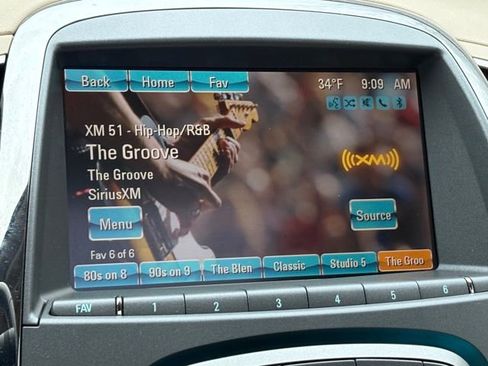 Back Home Fav 34°F 9:09 AM
XM 51 - Hip-Hop/R&B
The Groove
The Groove
SiriusXM
XM
Menu Source
Fav 6 of 6
80s on 8 90s on 9 The Blen Classic Studio 5 The Groo
FAV 1 2 3 4 5 6